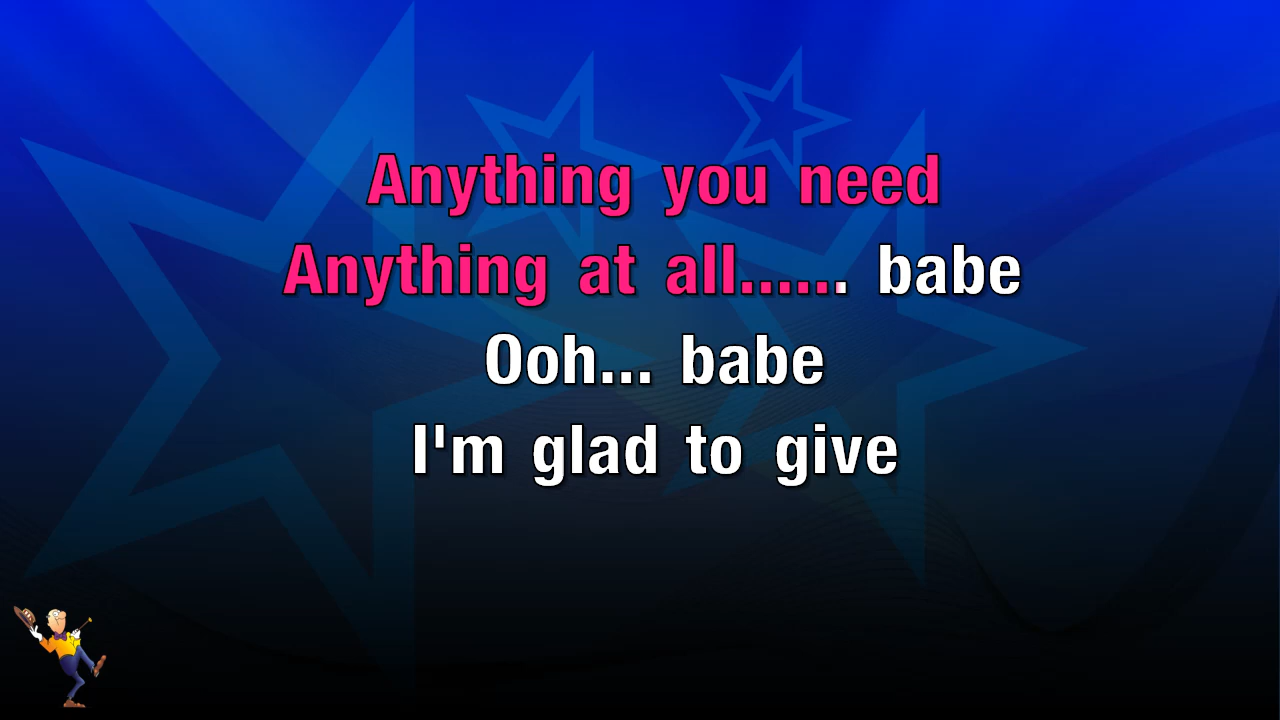 Anything you need
Anything at all...... babe
Ooh... babe
I'm glad to give